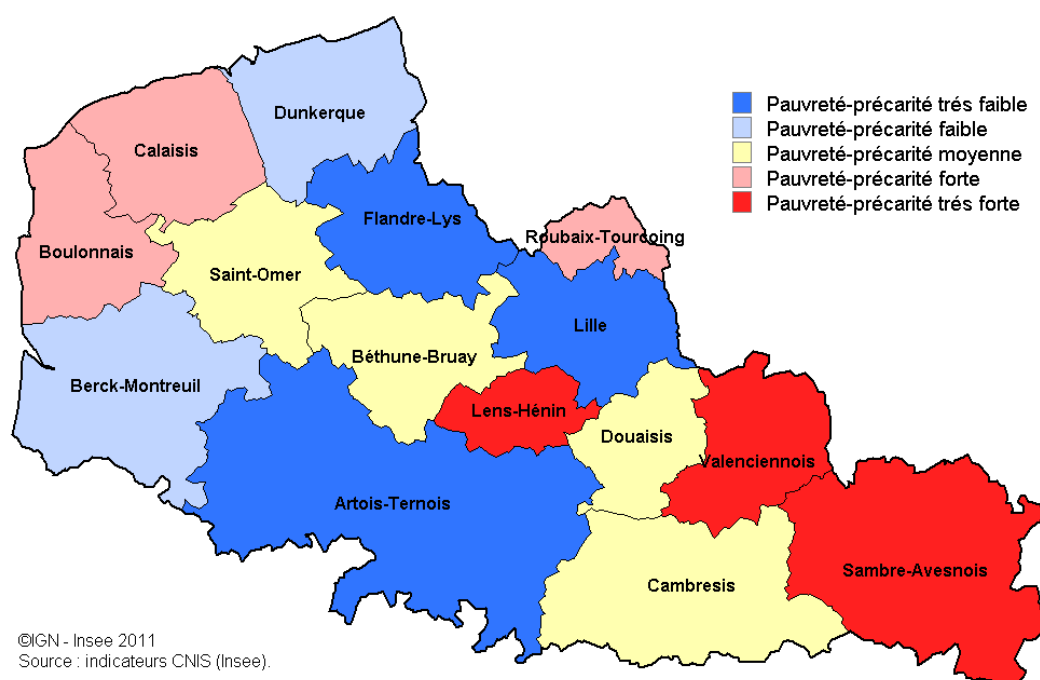 Pauvreté-précarité trés faible
Pauvreté-précarité faible
Pauvreté-précarité moyenne
Pauvreté-précarité forte
Pauvreté-précarité trés forte
Dunkerque
Calaisis
Flandre-Lys
Roubaix-Tourcoing
Boulonnais
Saint-Omer
Lille
Béthune-Bruay
Berck-Montreuil
Lens-Hénin
Douaisis
Valenciennois
Artois-Ternois
Sambre-Avesnois
Cambresis
©IGN - Insee 2011
Source : indicateurs CNIS (Insee).